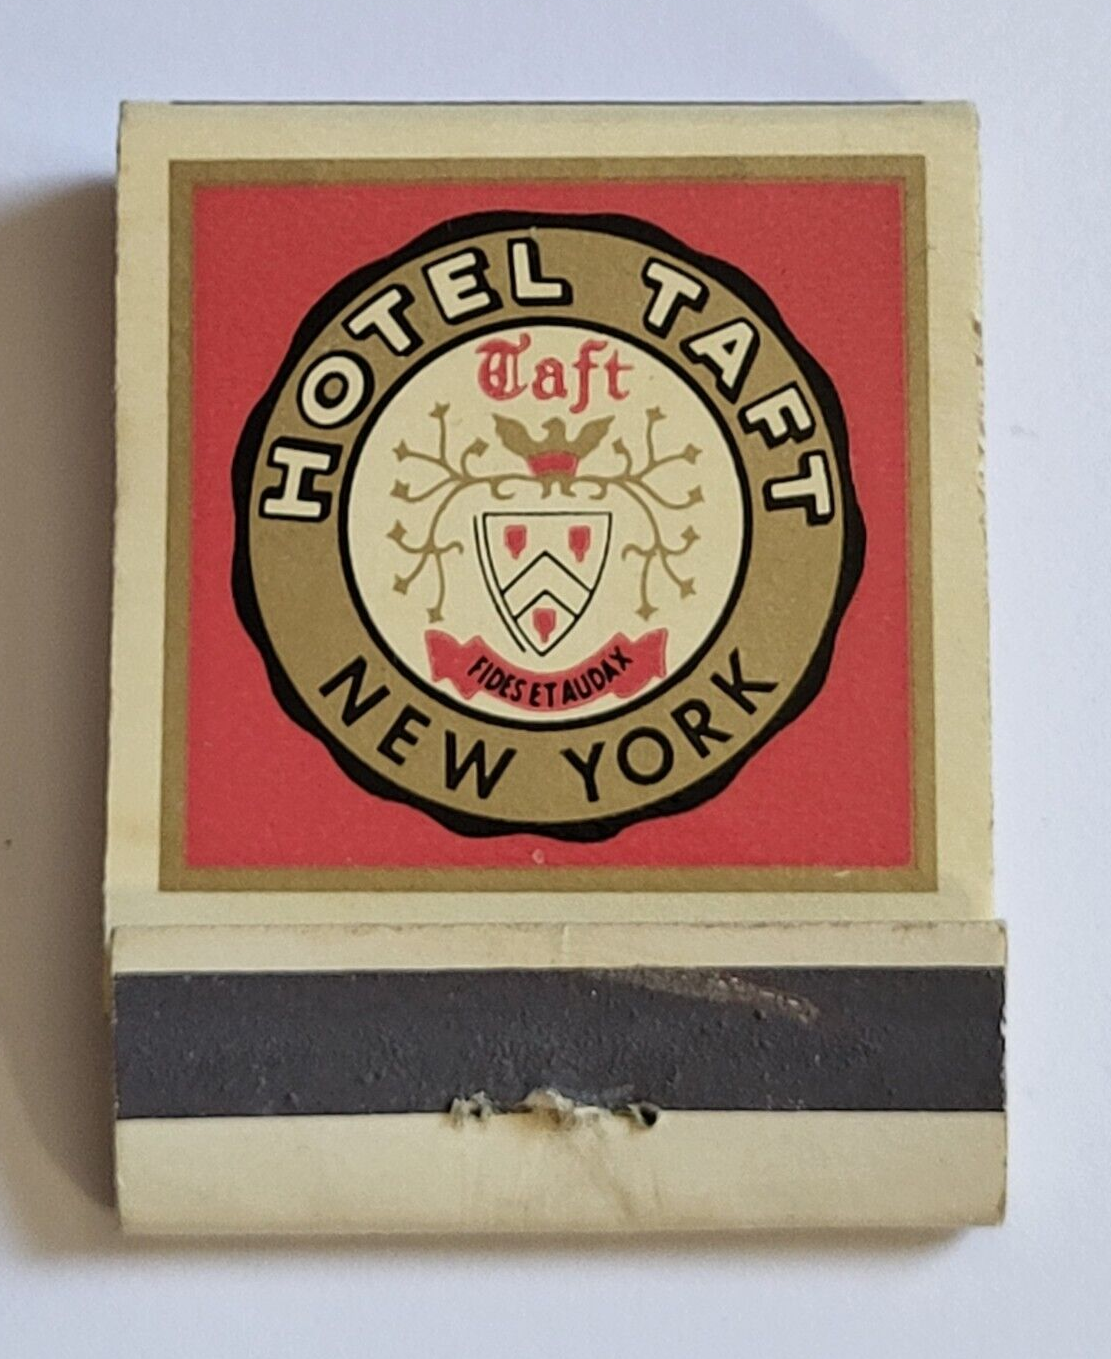 HOTEL TAFT
Taft
FIDES ET AUDAX
NEW YORK